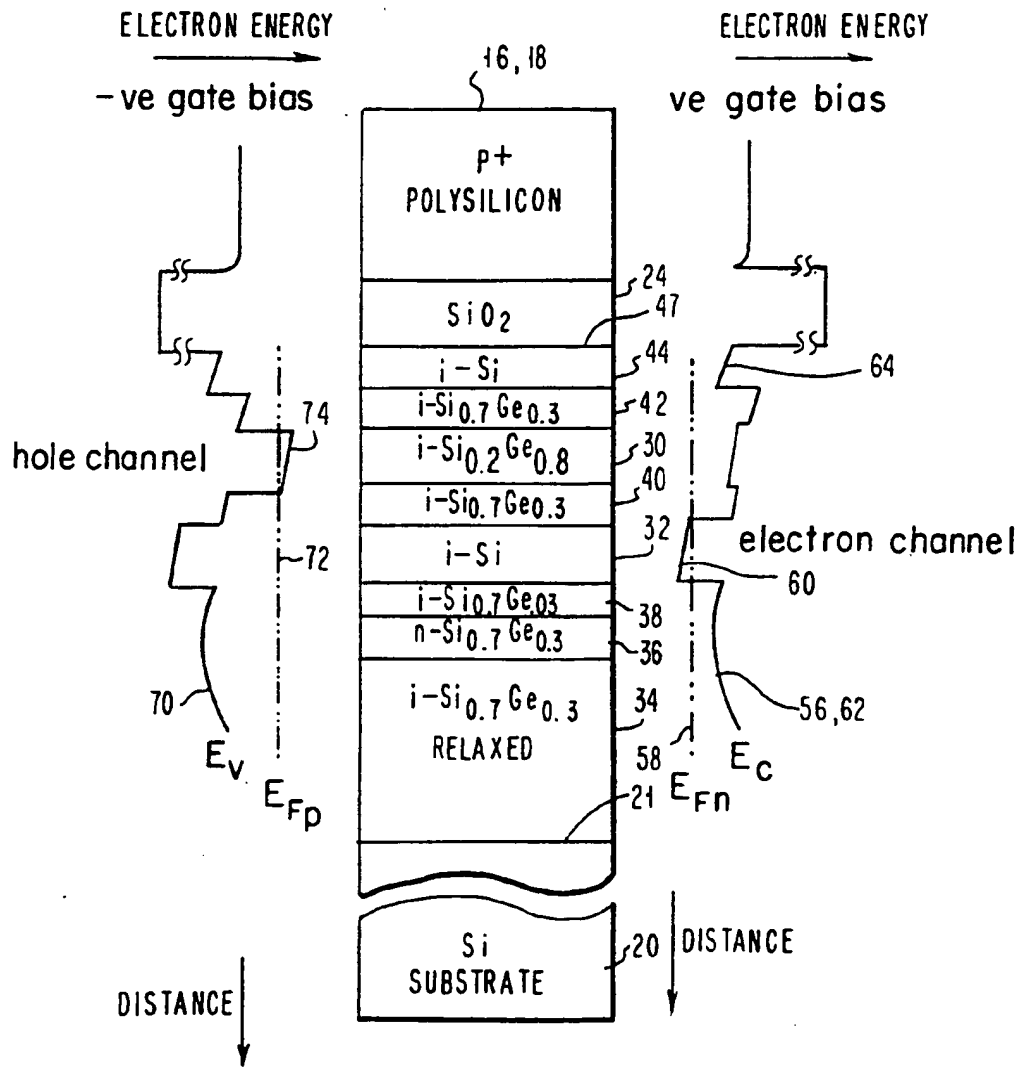 ELECTRON ENERGY
-ve gate bias
16, 18
ELECTRON ENERGY
ve gate bias
p+
POLYSILICON
24
SiO2
47
i-Si
44
64
i-Si0.7Ge0.3
42
74
hole channel
i-Si0.2Ge0.8
30
40
i-Si0.7Ge0.3
32
electron channel
72
i-Si
60
i-Si0.7Ge.03
38
n-Si0.7Ge0.3
36
70
i-Si0.7Ge0.3
RELAXED
34
56,62
Ev
58
Ec
EFp
EFn
21
Si
SUBSTRATE
20
DISTANCE
DISTANCE